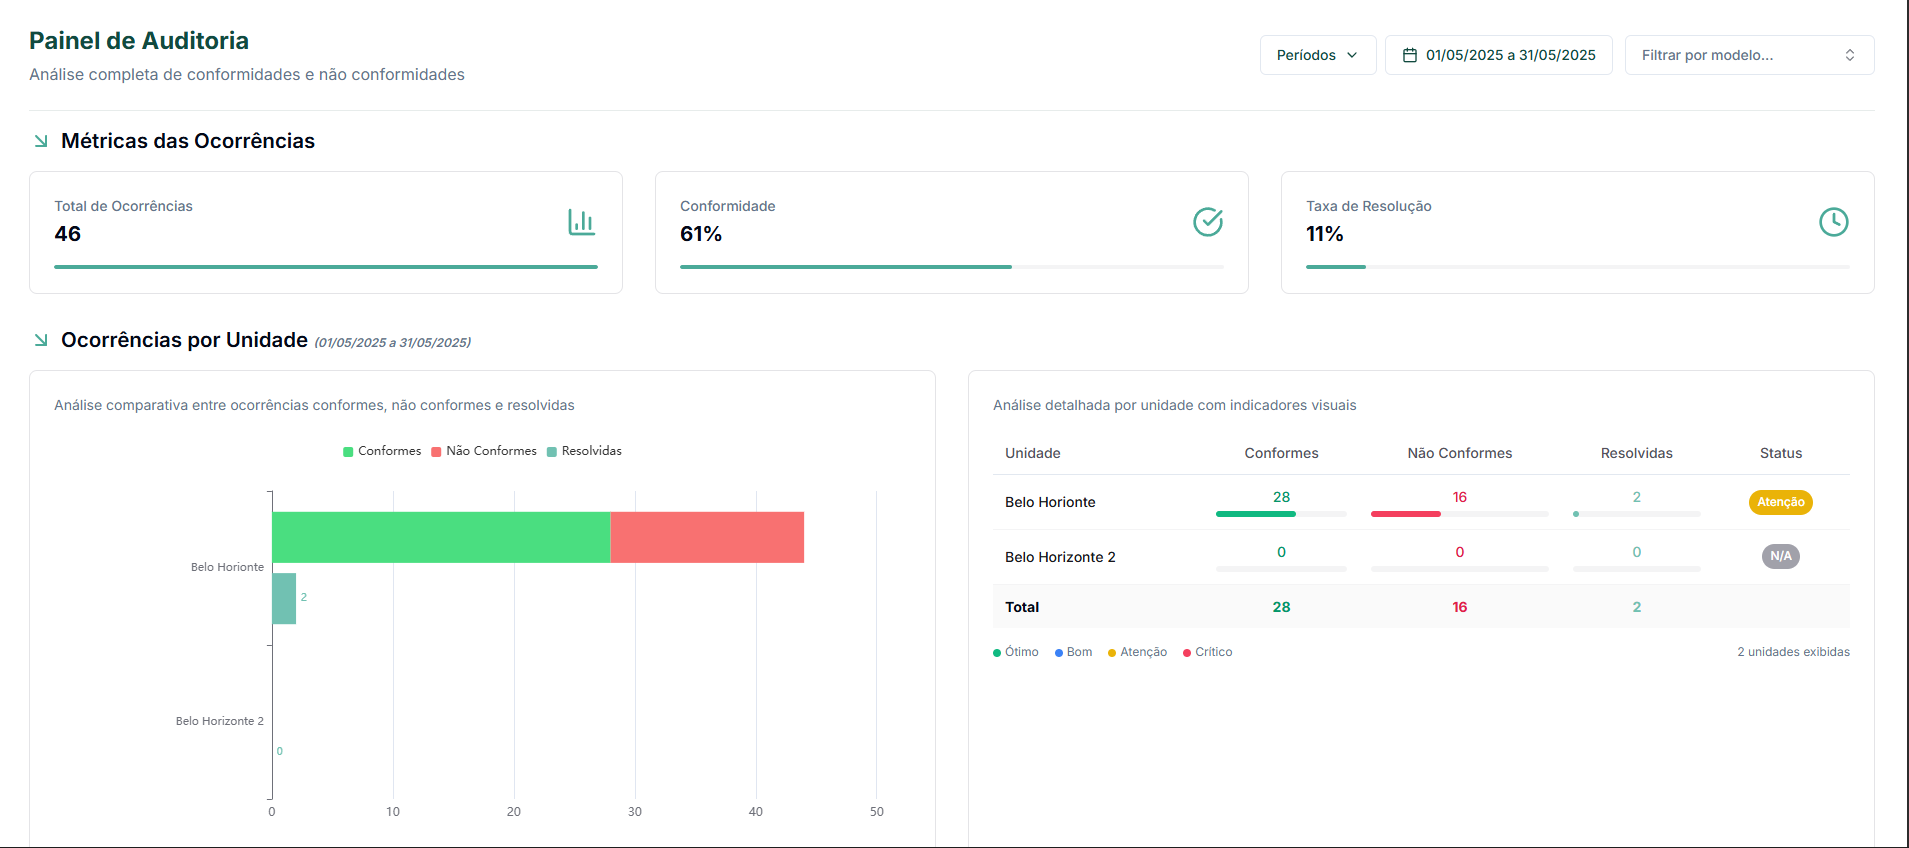 Painel de Auditoria
Análise completa de conformidades e não conformidades
Períodos
01/05/2025 a 31/05/2025
Filtrar por modelo...
Métricas das Ocorrências
Total de Ocorrências
46
Conformidade
61%
Taxa de Resolução
11%
Ocorrências por Unidade (01/05/2025 a 31/05/2025)
Análise comparativa entre ocorrências conformes, não conformes e resolvidas
Conformes Não Conformes Resolvidas
Belo Horionte
2
Belo Horizonte 2
0
0 10 20 30 40 50
Análise detalhada por unidade com indicadores visuais
Unidade Conformes Não Conformes Resolvidas Status
Belo Horionte 28 16 2 Atenção
Belo Horizonte 2 0 0 0 N/A
Total 28 16 2
Ótimo Bom Atenção Crítico
2 unidades exibidas